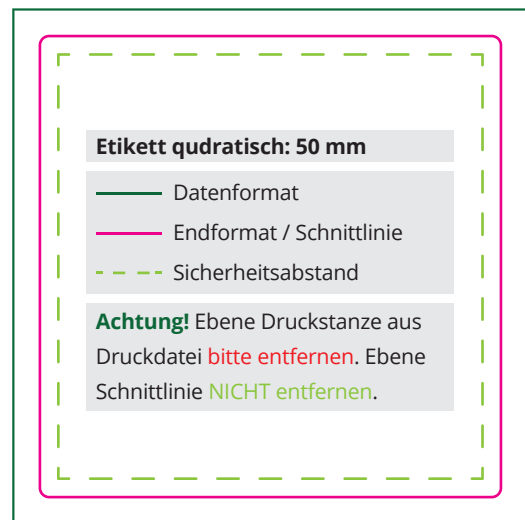 Etikett qudratisch: 50 mm
Datenformat
Endformat / Schnittlinie
Sicherheitsabstand
Achtung! Ebene Druckstanze aus
Druckdatei bitte entfernen. Ebene
Schnittlinie NICHT entfernen.